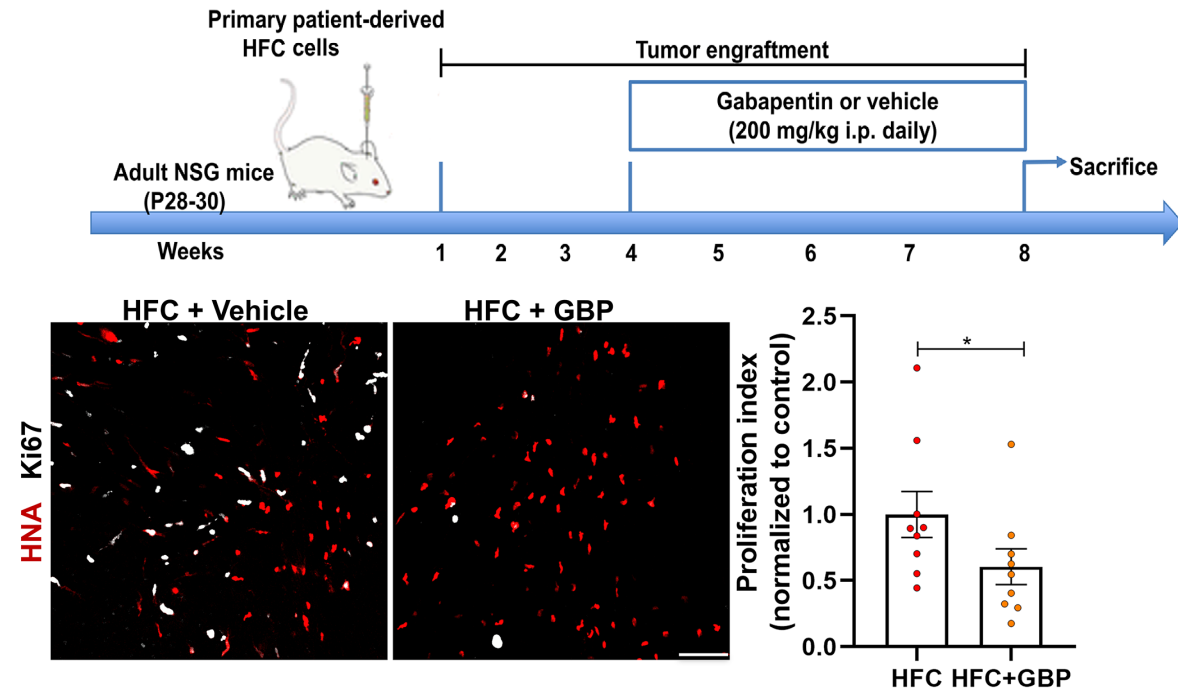 Primary patient-derived
HFC cells
Tumor engraftment
Gabapentin or vehicle
(200 mg/kg i.p. daily)
Adult NSG mice
(P28-30)
Sacrifice
Weeks
1 2 3 4 5 6 7 8
HFC + Vehicle
HFC + GBP
HNA Ki67
Proliferation index
(normalized to control)
2.5
2.0
1.5
1.0
0.5
0.0
*
HFC HFC+GBP